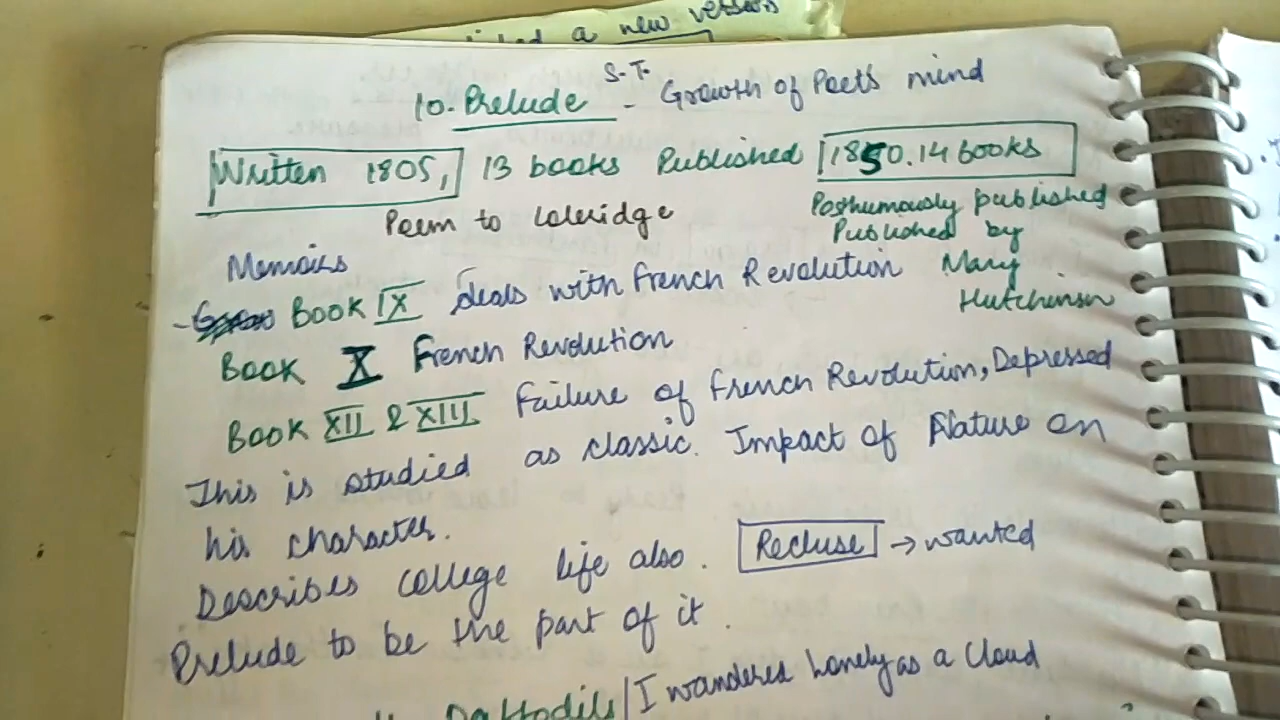 a new version
S.T.
10. Prelude - Growth of Poet's mind
Written 1805, 13 books Published 1850. 14 books
Poem to Coleridge Posthumously published
Published by
Memoirs Mary
Hutchinson
- Book IX deals with French Revolution
Book X French Revolution
Book XII & XIII Failure of French Revolution, Depressed
This is studied as classic. Impact of Nature on
his character.
Describes college life also. Recluse → wanted
Prelude to be the part of it.
Daffodils / I wandered lonely as a Cloud